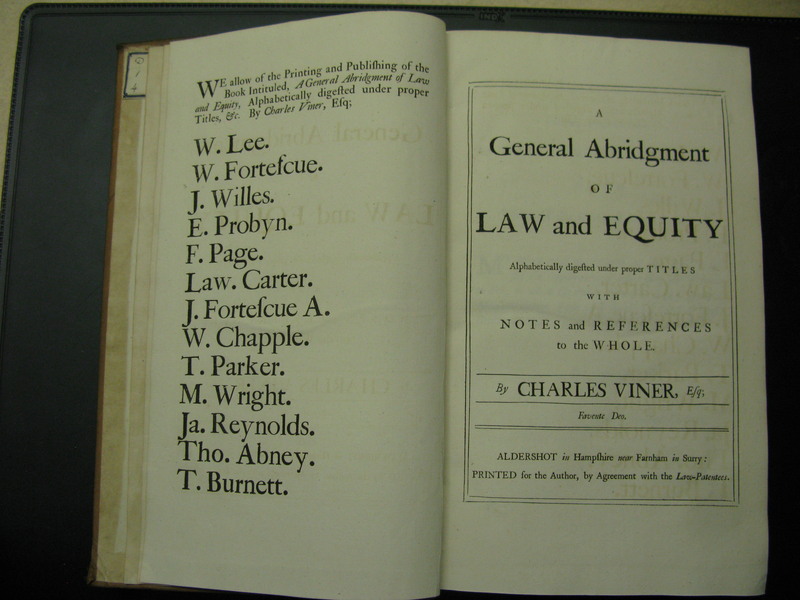 WE allow of the Printing and Publiſhing of the
Book Intituled, A General Abridgment of Law
and Equity, Alphabetically digeſted under proper
Titles, &c. By Charles Viner, Eſq;
W. Lee.
W. Forteſcue.
J. Willes.
E. Probyn.
F. Page.
Law. Carter.
J. Forteſcue A.
W. Chapple.
T. Parker.
M. Wright.
Ja. Reynolds.
Tho. Abney.
T. Burnett.
A
General Abridgment
OF
LAW and EQUITY
Alphabetically digeſted under proper TITLES
WITH
NOTES and REFERENCES
to the WHOLE.
By CHARLES VINER, Eſq;
Favente Deo.
ALDERSHOT in Hampſhire near Farnham in Surry:
PRINTED for the Author, by Agreement with the Law-Patentees.